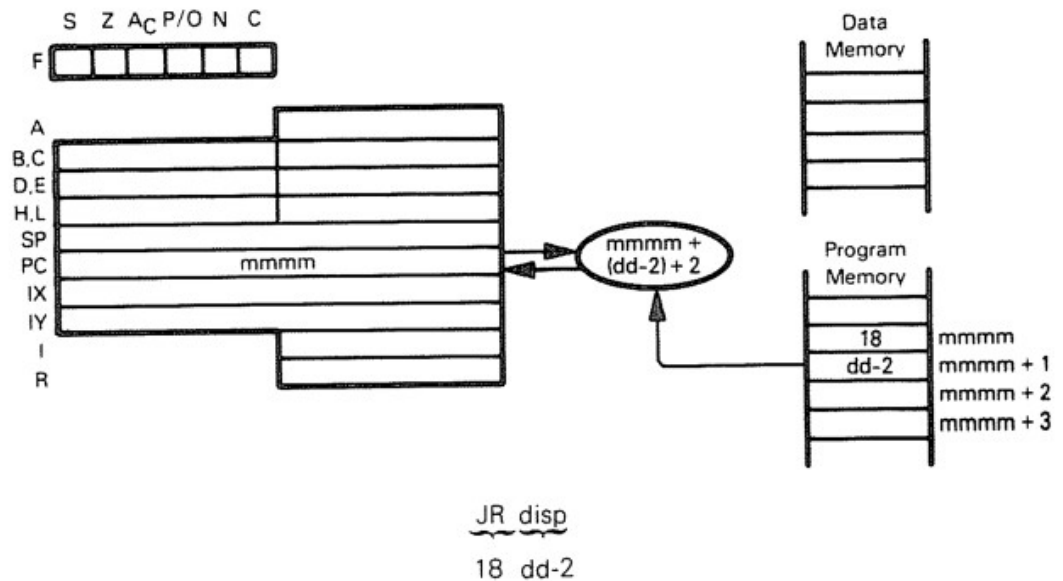 S Z AC P/O N C
F
A
B,C
D,E
H,L
SP
PC mmmm
IX
IY
I
R
mmmm +
(dd-2) + 2
Data
Memory
Program
Memory
18 mmmm
dd-2 mmmm + 1
mmmm + 2
mmmm + 3
JR disp
18 dd-2